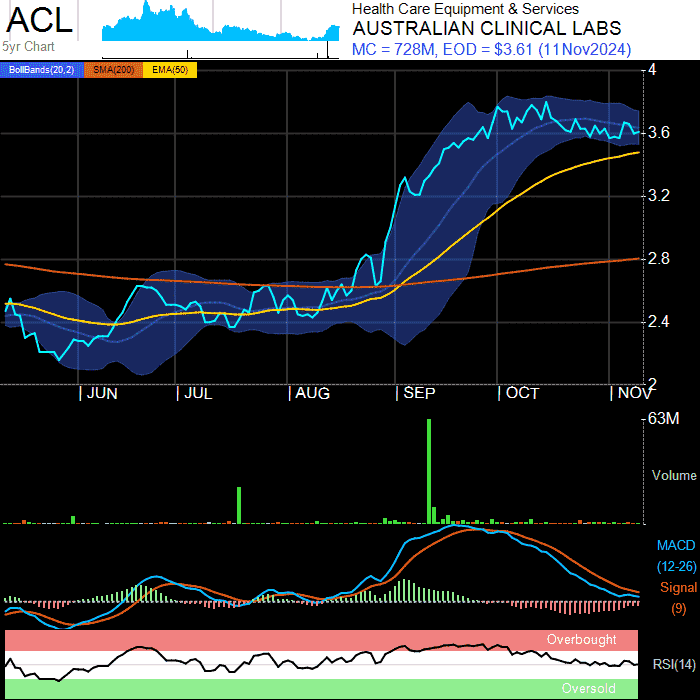 ACL
5yr Chart
Health Care Equipment & Services
AUSTRALIAN CLINICAL LABS
MC = 728M, EOD = $3.61 (11Nov2024)
BollBands(20,2) SMA(200) EMA(50)
4
3.6
3.2
2.8
2.4
2
JUN JUL AUG SEP OCT NOV
63M
Volume
MACD
(12-26)
Signal
(9)
Overbought
RSI(14)
Oversold